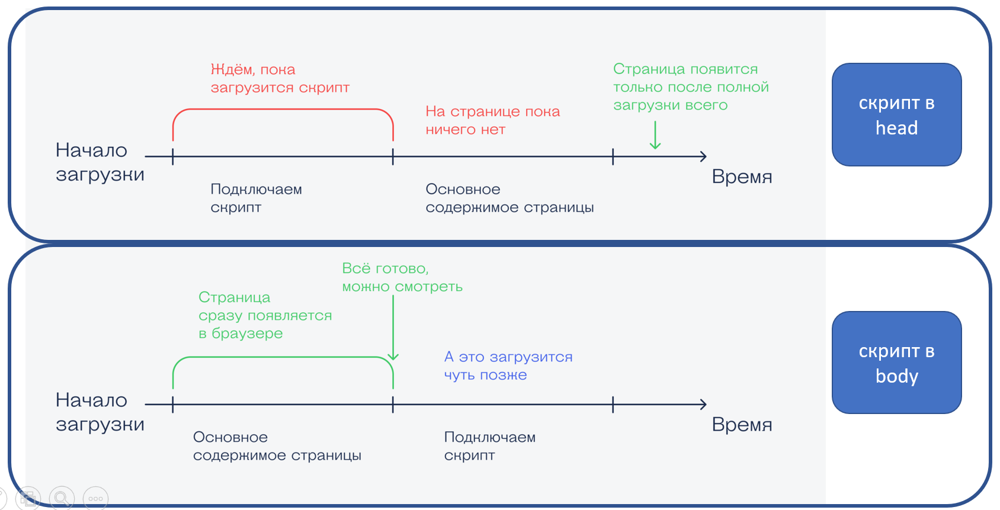 Ждём, пока
загрузится скрипт
На странице пока
ничего нет
Страница появится
только после полной
загрузки всего
скрипт в
head
Начало
загрузки
Время
Подключаем
скрипт
Основное
содержимое страницы
Всё готово,
можно смотреть
Страница
сразу появляется
в браузере
А это загрузится
чуть позже
скрипт в
body
Начало
загрузки
Время
Основное
содержимое страницы
Подключаем
скрипт